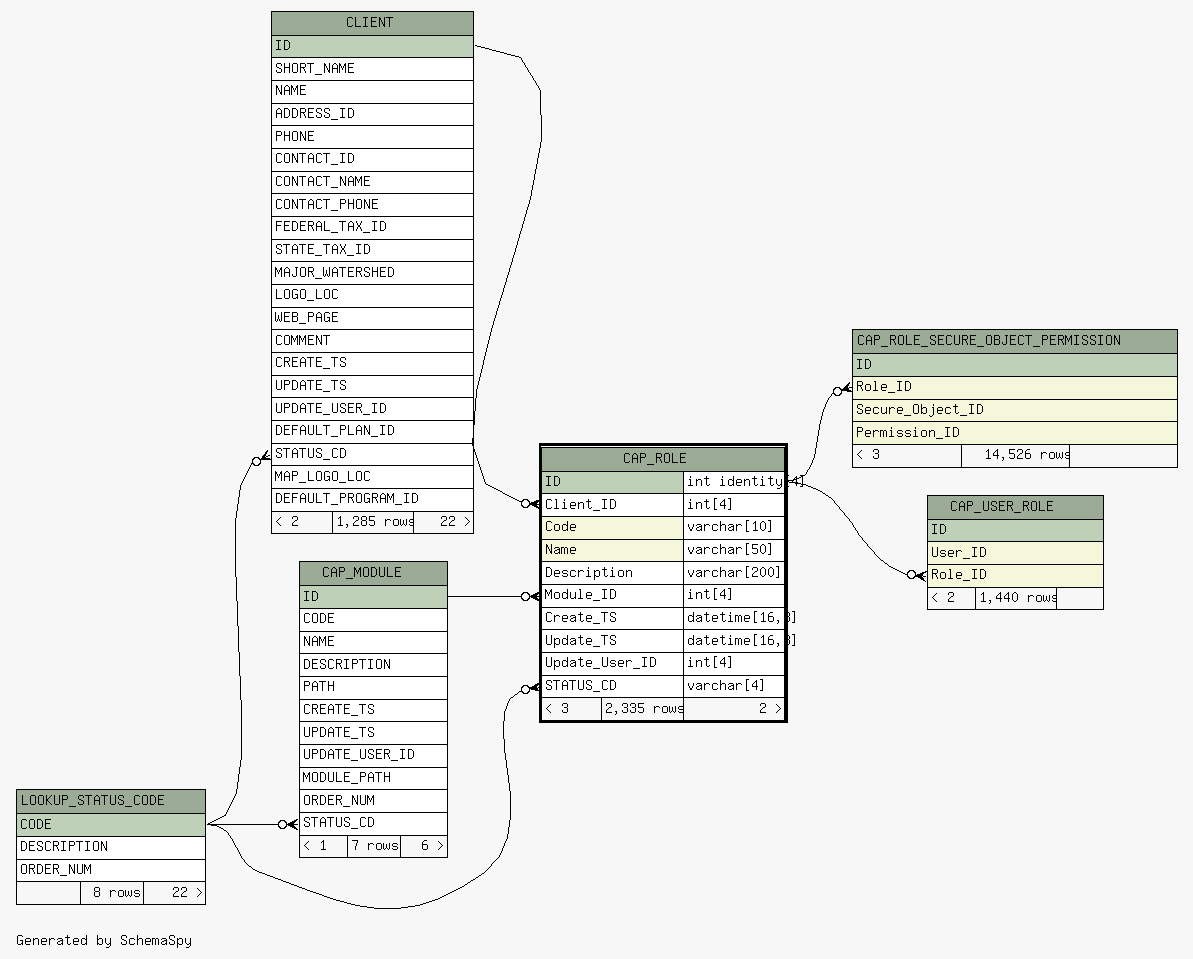 CLIENT
ID
SHORT_NAME
NAME
ADDRESS_ID
PHONE
CONTACT_ID
CONTACT_NAME
CONTACT_PHONE
FEDERAL_TAX_ID
STATE_TAX_ID
MAJOR_WATERSHED
LOGO_LOC
WEB_PAGE
COMMENT
CREATE_TS
UPDATE_TS
UPDATE_USER_ID
DEFAULT_PLAN_ID
STATUS_CD
MAP_LOGO_LOC
DEFAULT_PROGRAM_ID
< 2 1,285 rows 22 >
CAP_MODULE
ID
CODE
NAME
DESCRIPTION
PATH
CREATE_TS
UPDATE_TS
UPDATE_USER_ID
MODULE_PATH
ORDER_NUM
STATUS_CD
< 1 7 rows 6 >
LOOKUP_STATUS_CODE
CODE
DESCRIPTION
ORDER_NUM
8 rows 22 >
CAP_ROLE
ID int identity[4]
Client_ID int[4]
Code varchar[10]
Name varchar[50]
Description varchar[200]
Module_ID int[4]
Create_TS datetime[16,3]
Update_TS datetime[16,3]
Update_User_ID int[4]
STATUS_CD varchar[4]
< 3 2,335 rows 2 >
CAP_ROLE_SECURE_OBJECT_PERMISSION
ID
Role_ID
Secure_Object_ID
Permission_ID
< 3 14,526 rows
CAP_USER_ROLE
ID
User_ID
Role_ID
< 2 1,440 rows
Generated by SchemaSpy